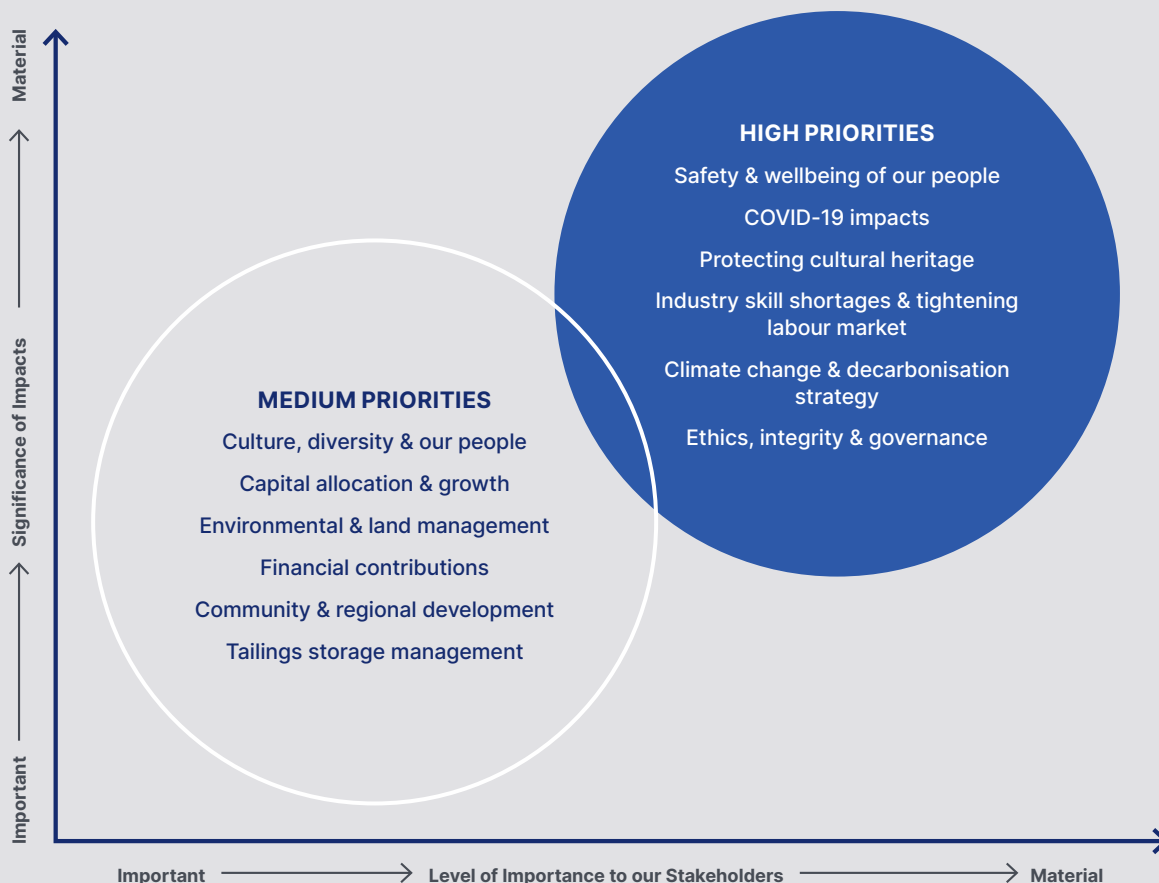 Material
Significance of Impacts
Important
HIGH PRIORITIES
Safety & wellbeing of our people
COVID-19 impacts
Protecting cultural heritage
Industry skill shortages & tightening
labour market
Climate change & decarbonisation
strategy
Ethics, integrity & governance
MEDIUM PRIORITIES
Culture, diversity & our people
Capital allocation & growth
Environmental & land management
Financial contributions
Community & regional development
Tailings storage management
Important
Level of Importance to our Stakeholders
Material